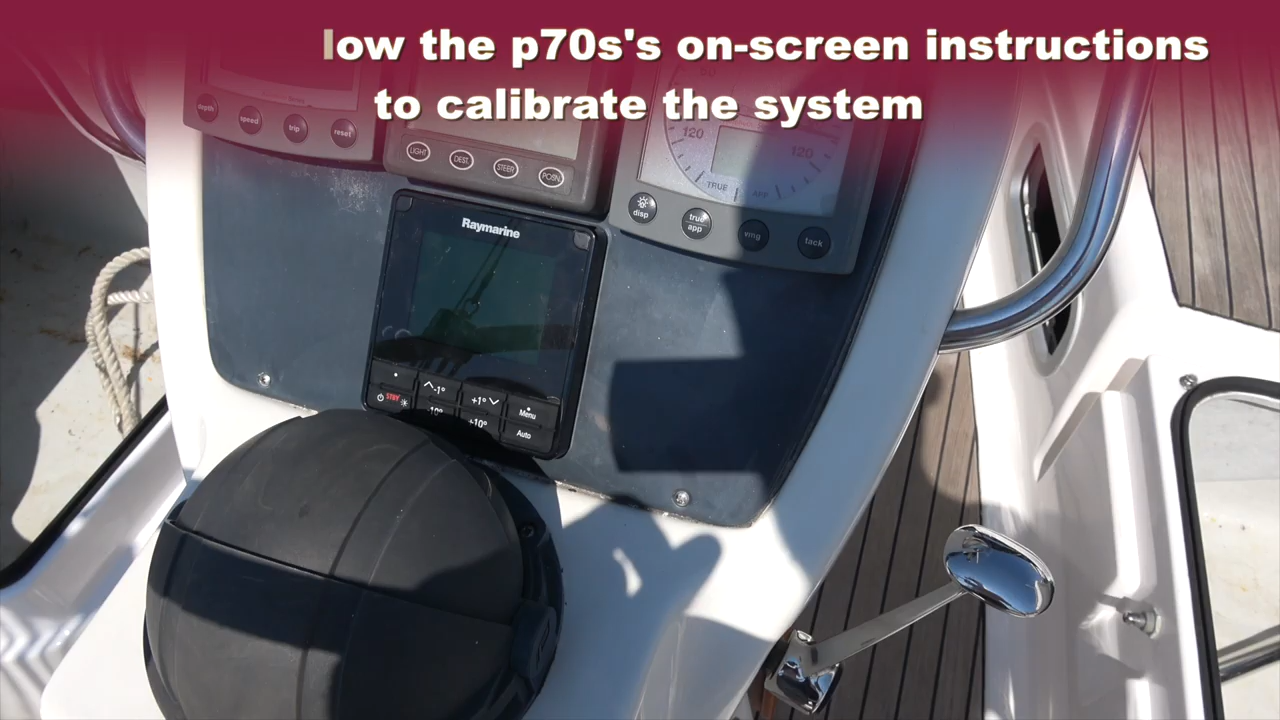 low the p70s's on-screen instructions
to calibrate the system
depth
speed
trip
reset
LIGHT
DEST.
STEER
POSN.
120
120
TRUE
APP
disp
true
app
vmg
tack
Raymarine
-1°
+1°
Menu
STBY
-10°
+10°
Auto